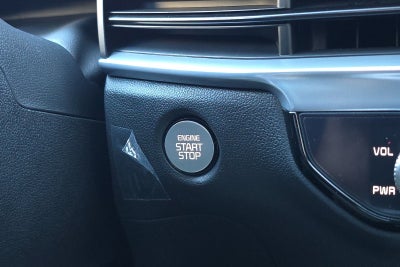 ENGINE
START
STOP
VOL
PWR